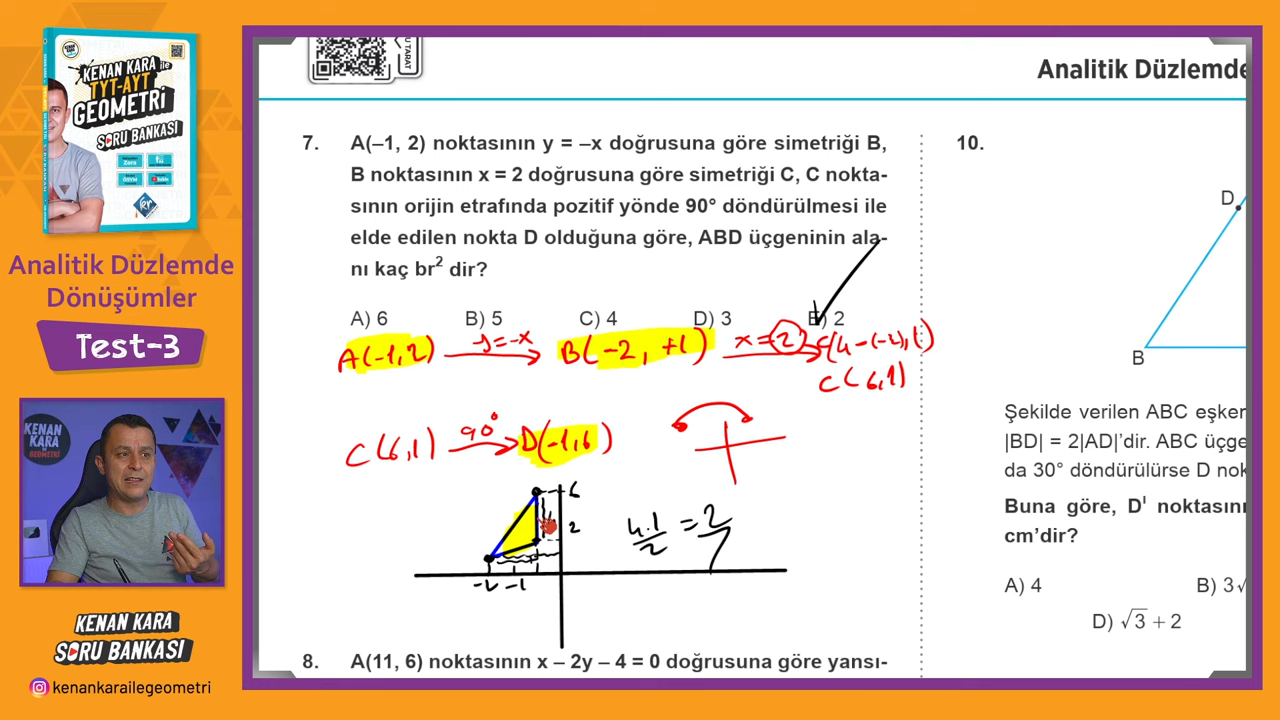 KENAN KARA ile
TYT-AYT
GEOMETRİ
SORU BANKASI
Analitik Düzlemde
Dönüşümler
Test-3
KENAN KARA
ile GEOMETRİ
KENAN KARA
SORU BANKASI
kenankarailegeometri
Analitik Düzlemde
7. A(–1, 2) noktasının y = –x doğrusuna göre simetriği B,
B noktasının x = 2 doğrusuna göre simetriği C, C nokta-
sının orijin etrafında pozitif yönde 90° döndürülmesi ile
elde edilen nokta D olduğuna göre, ABD üçgeninin ala-
nı kaç br² dir?
A) 6 B) 5 C) 4 D) 3 E) 2
A(-1,2) y=-x B(-2, +1) x=2 C(4-(-2),1)
C(6,1)
C(6,1) 90° D(-1,6)
6
2
4.1/2 = 2
-2 -1
8. A(11, 6) noktasının x – 2y – 4 = 0 doğrusuna göre yansı-
10.
D
B
Şekilde verilen ABC eşker
|BD| = 2|AD|'dir. ABC üçge
da 30° döndürülürse D nok
Buna göre, D' noktasını
cm'dir?
A) 4 B) 3√
D) √3 + 2